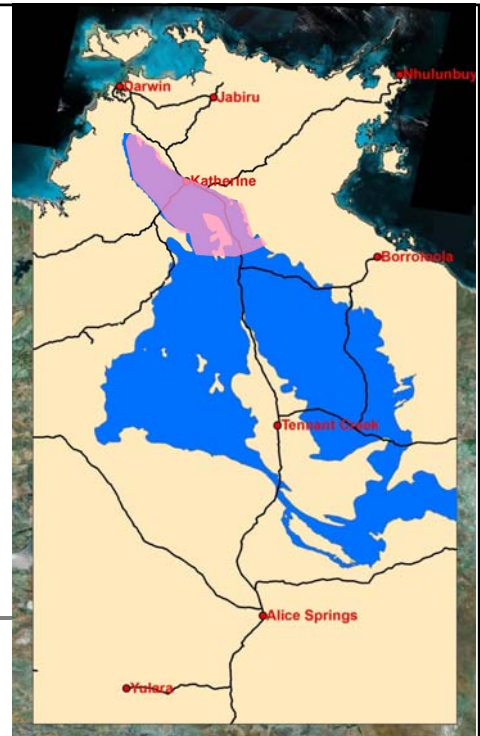 Darwin
Nhulunbuy
Jabiru
Katherine
Borroloola
Tennant Creek
Alice Springs
Yulara